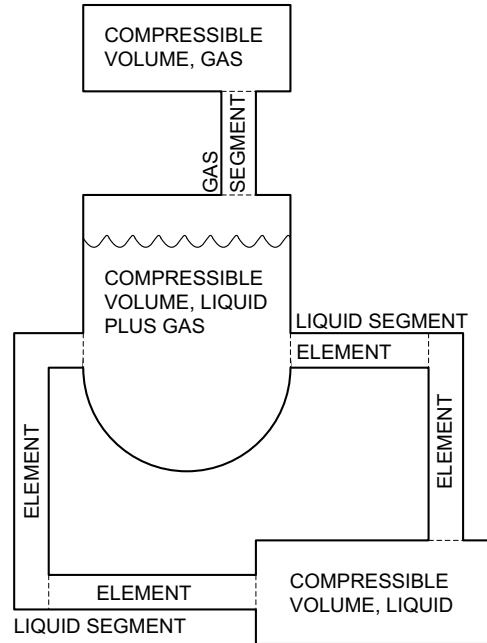 COMPRESSIBLE
VOLUME, GAS
GAS
SEGMENT
COMPRESSIBLE
VOLUME, LIQUID
PLUS GAS
LIQUID SEGMENT
ELEMENT
ELEMENT
ELEMENT
ELEMENT
LIQUID SEGMENT
COMPRESSIBLE
VOLUME, LIQUID